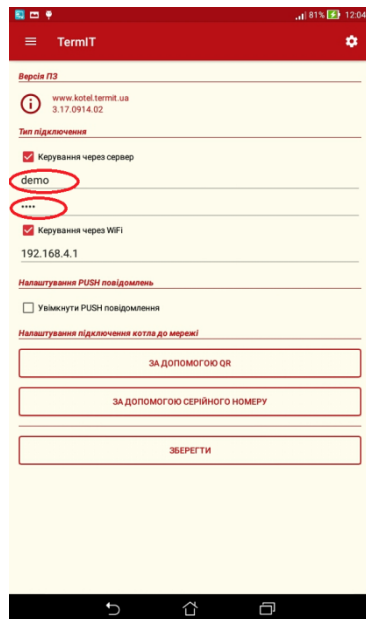 81% 12:04
TermIT
Версія ПЗ
www.kotel.termit.ua
3.17.0914.02
Тип підключення
Керування через сервер
demo
••••
Керування через WiFi
192.168.4.1
Налаштування PUSH повідомлень
Увімкнути PUSH повідомлення
Налаштування підключення котла до мережі
ЗА ДОПОМОГОЮ QR
ЗА ДОПОМОГОЮ СЕРІЙНОГО НОМЕРУ
ЗБЕРЕГТИ